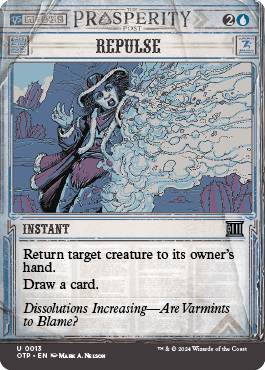 THE
PROSPERITY
POST
2
REPULSE
INSTANT
Return target creature to its owner's
hand.
Draw a card.
Dissolutions Increasing—Are Varmints
to Blame?
U 0013
OTP • EN MARK A. NELSON
™ & © 2024 Wizards of the Coast